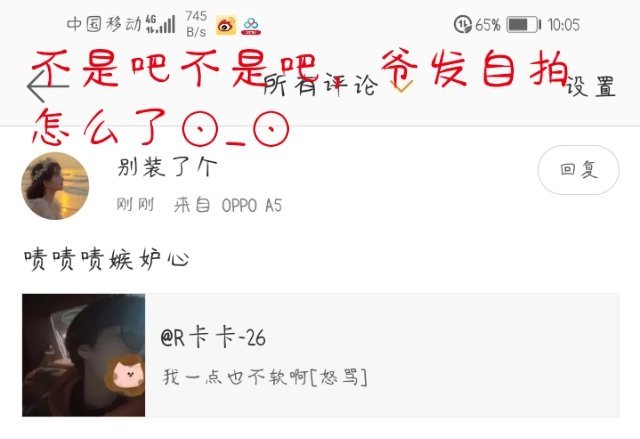 中国移动 4G 745 B/s 65% 10:05
不是吧不是吧，爷发自拍
怎么了⊙_⊙
所有评论 设置
别装了个 回复
刚刚 来自 OPPO A5
啧啧啧嫉妒心
@R卡卡-26
我一点也不软啊[怒骂]